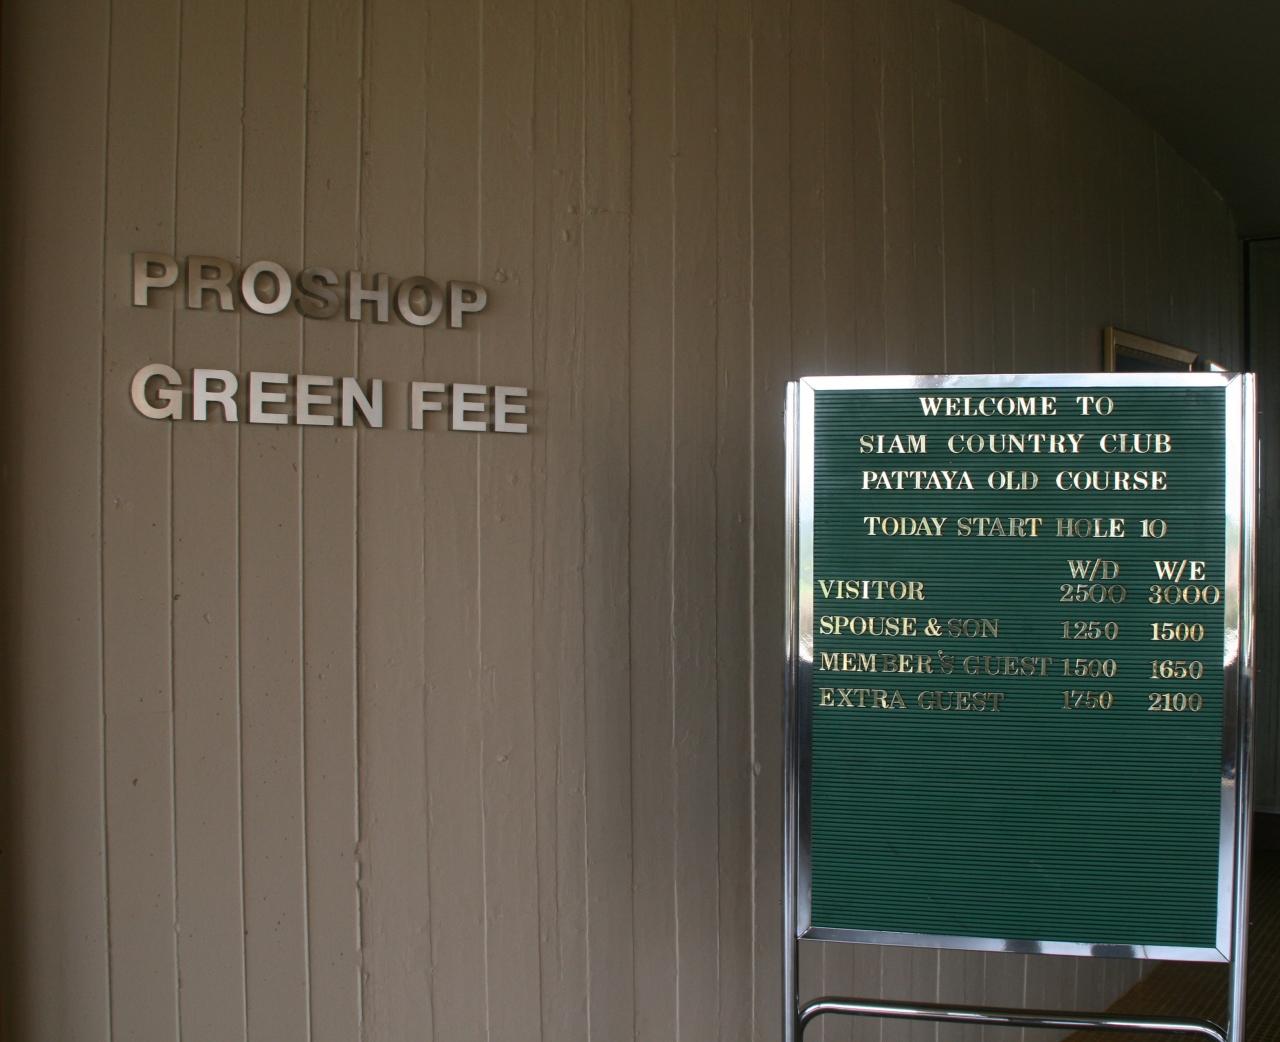 PROSHOP
GREEN FEE
WELCOME TO
SIAM COUNTRY CLUB
PATTAYA OLD COURSE
TODAY START HOLE 10
W/D W/E
VISITOR 2500 3000
SPOUSE & SON 1250 1500
MEMBER'S GUEST 1500 1650
EXTRA GUEST 1750 2100